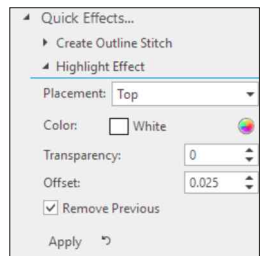 Quick Effects...
Create Outline Stitch
Highlight Effect
Placement: Top
Color: White
Transparency: 0
Offset: 0.025
Remove Previous
Apply